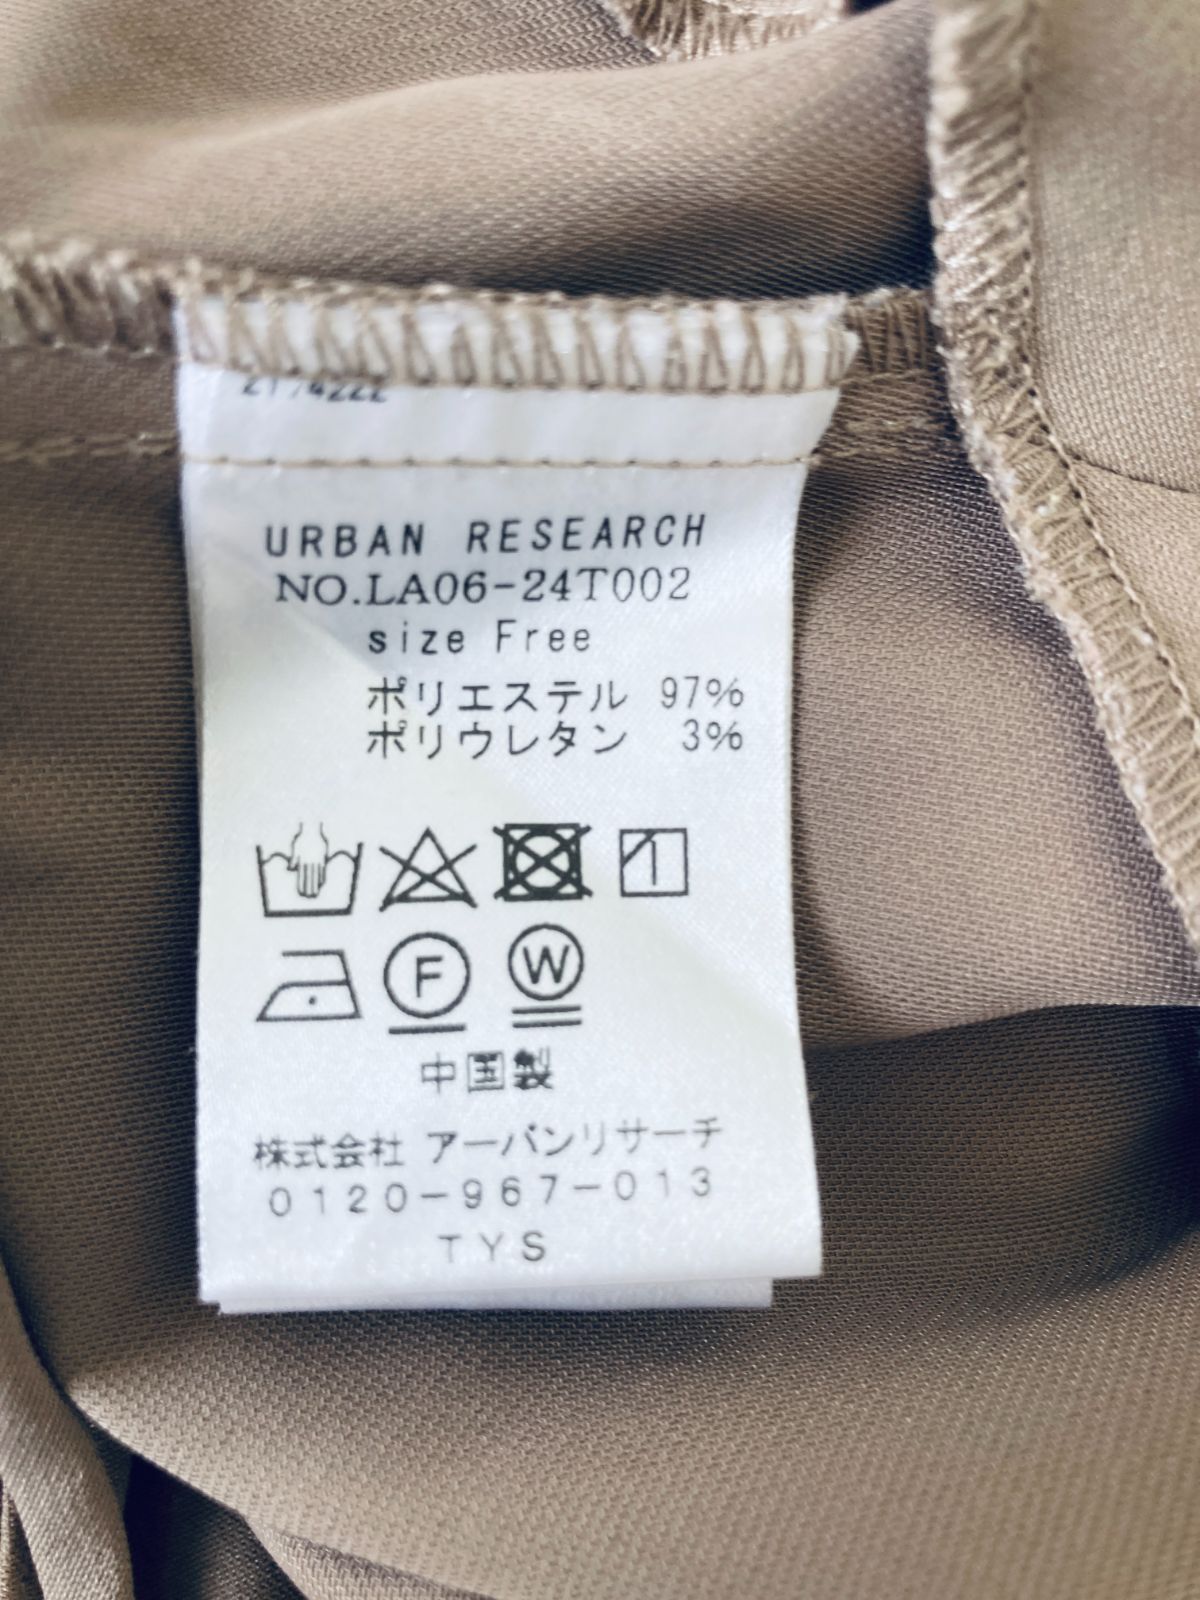 URBAN RESEARCH
NO.LA06-24T002
size Free
ポリエステル 97%
ポリウレタン 3%
F W
中国製
株式会社 アーバンリサーチ
0120-967-013
TYS